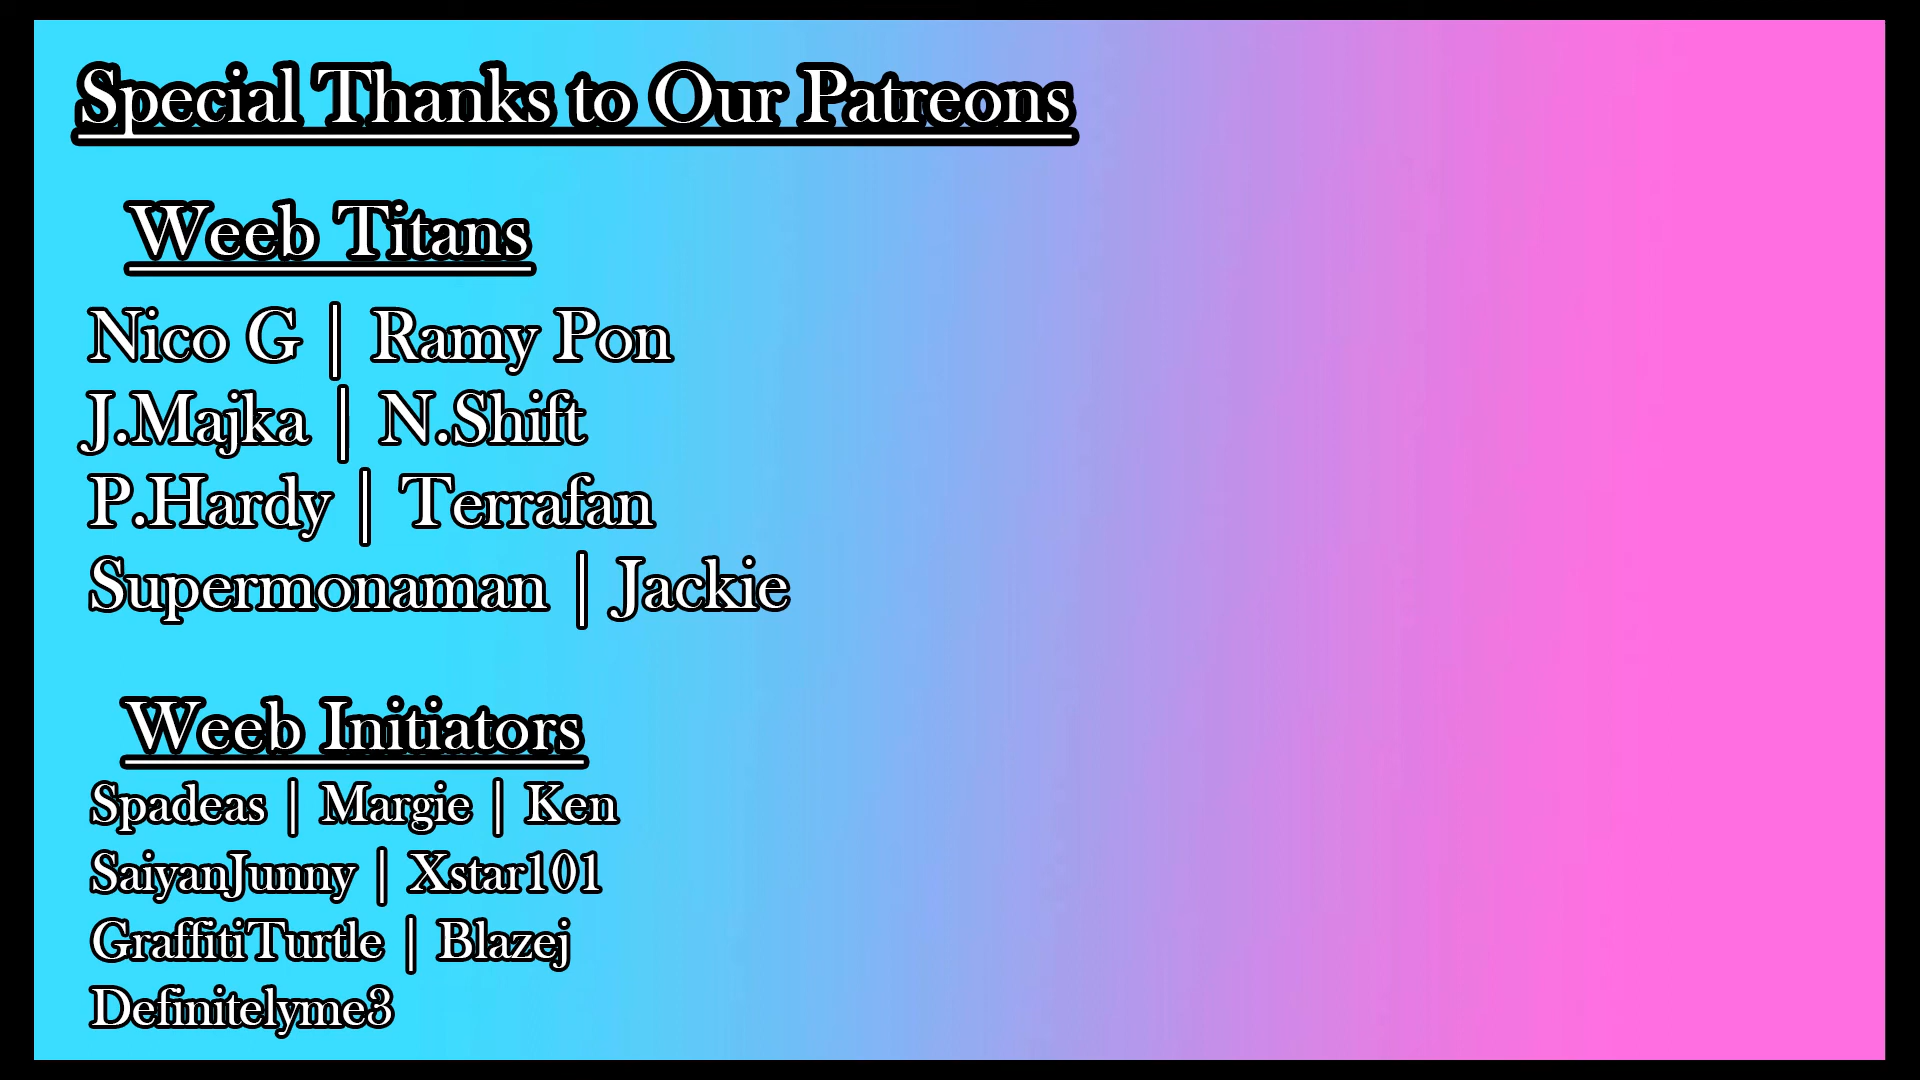 Special Thanks to Our Patreons
Weeb Titans
Nico G | Ramy Pon
J.Majka | N.Shift
P.Hardy | Terrafan
Supermonaman | Jackie
Weeb Initiators
Spadeas | Margie | Ken
SaiyanJunny | Xstar101
GraffitiTurtle | Blazej
Definitelyme3